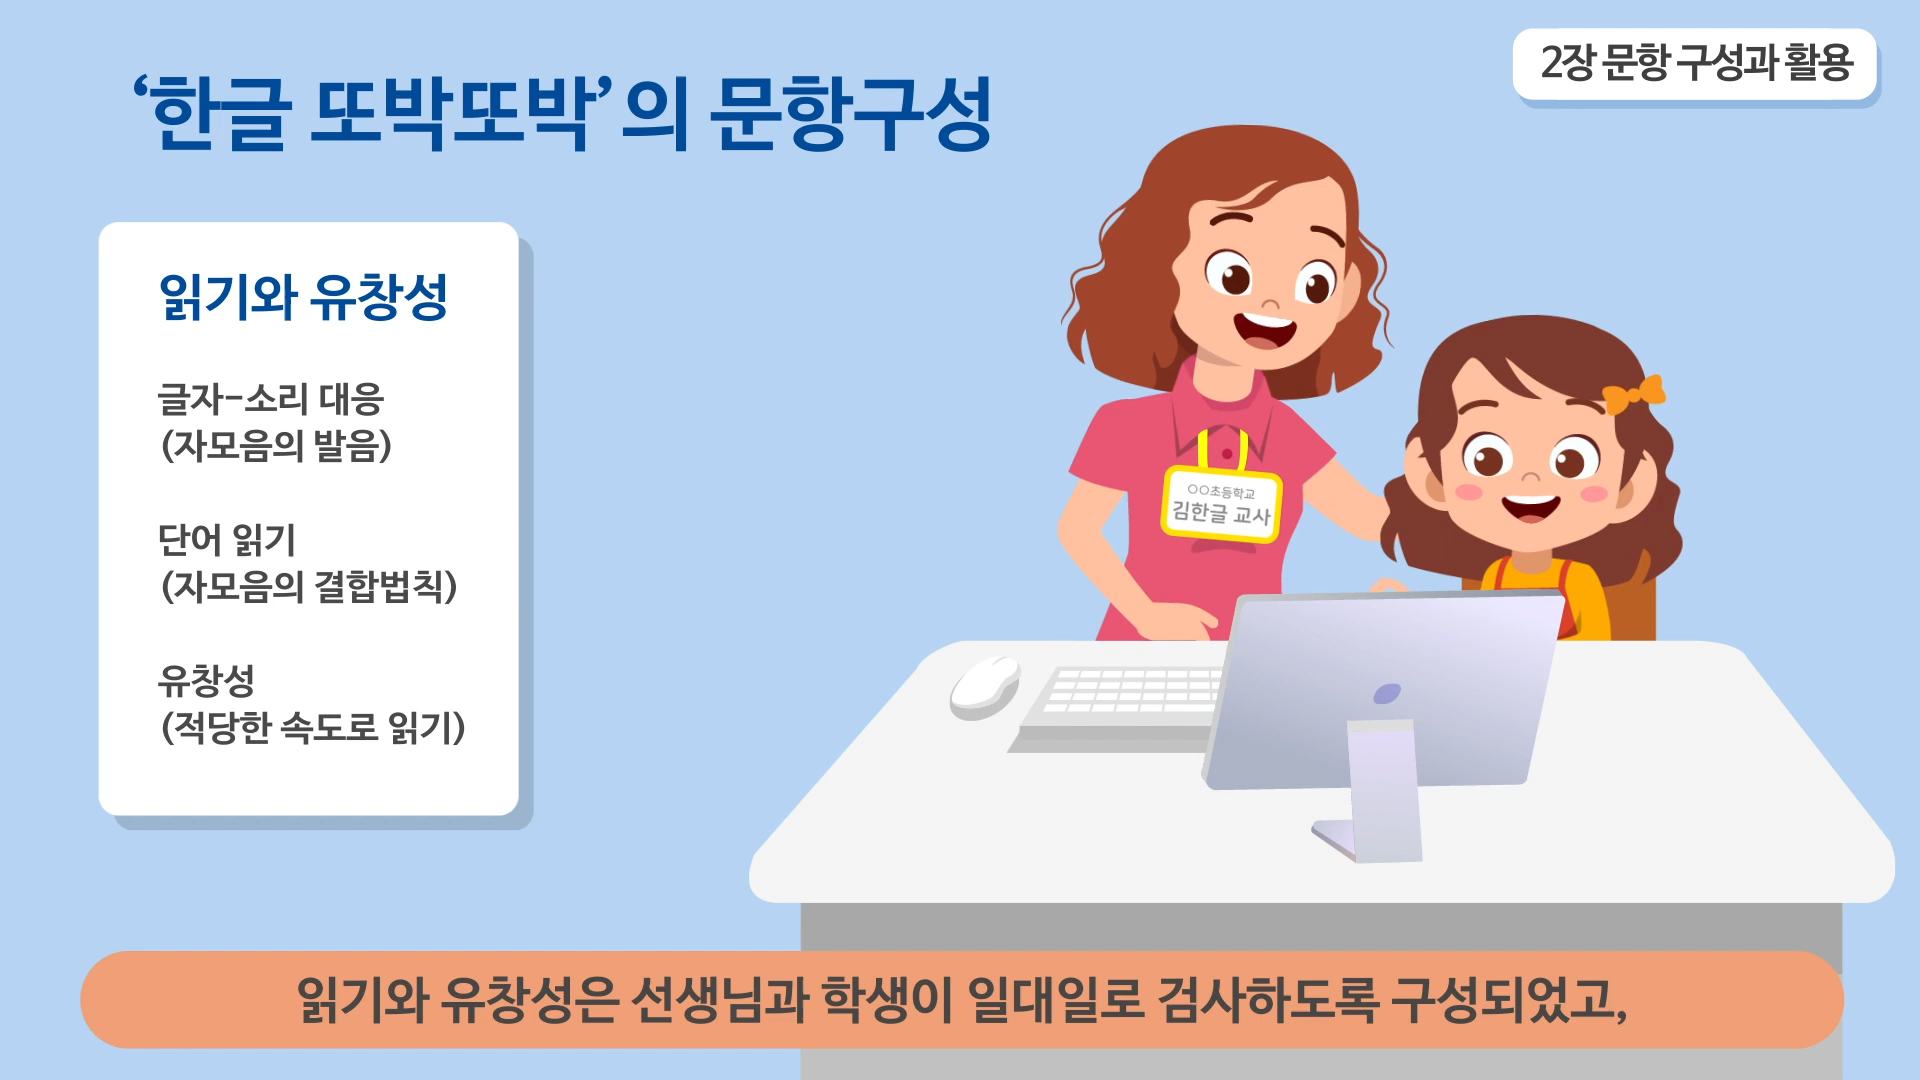 2장 문항 구성과 활용
‘한글 또박또박’의 문항구성
읽기와 유창성
글자-소리 대응
(자모음의 발음)
단어 읽기
(자모음의 결합법칙)
유창성
(적당한 속도로 읽기)
○○초등학교
김한글 교사
읽기와 유창성은 선생님과 학생이 일대일로 검사하도록 구성되었고,